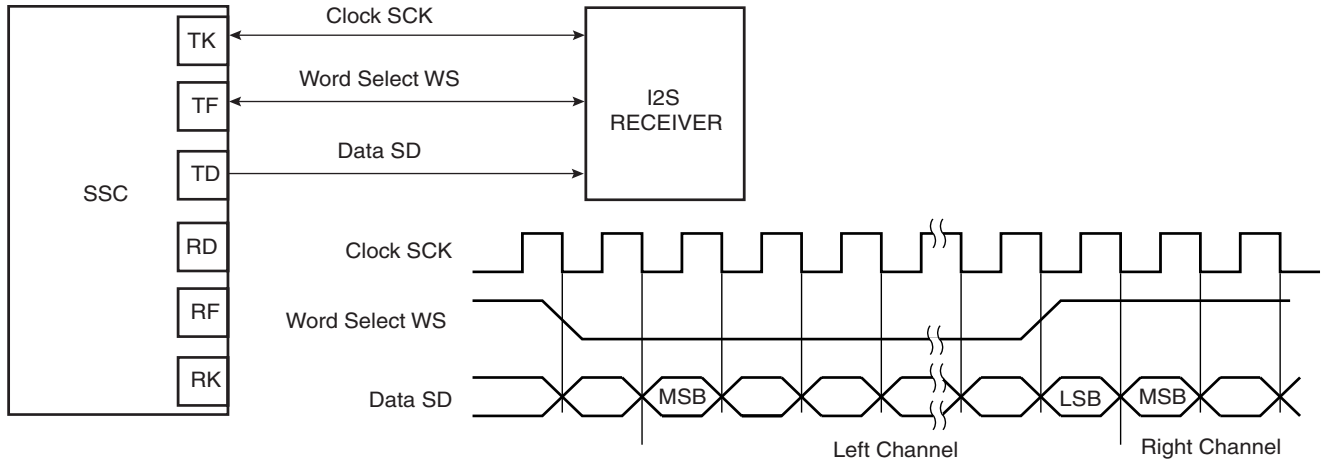 Clock SCK
TK
Word Select WS
TF
I2S
RECEIVER
Data SD
TD
SSC
RD
RF
RK
Clock SCK
Word Select WS
Data SD
MSB
LSB
MSB
Left Channel
Right Channel